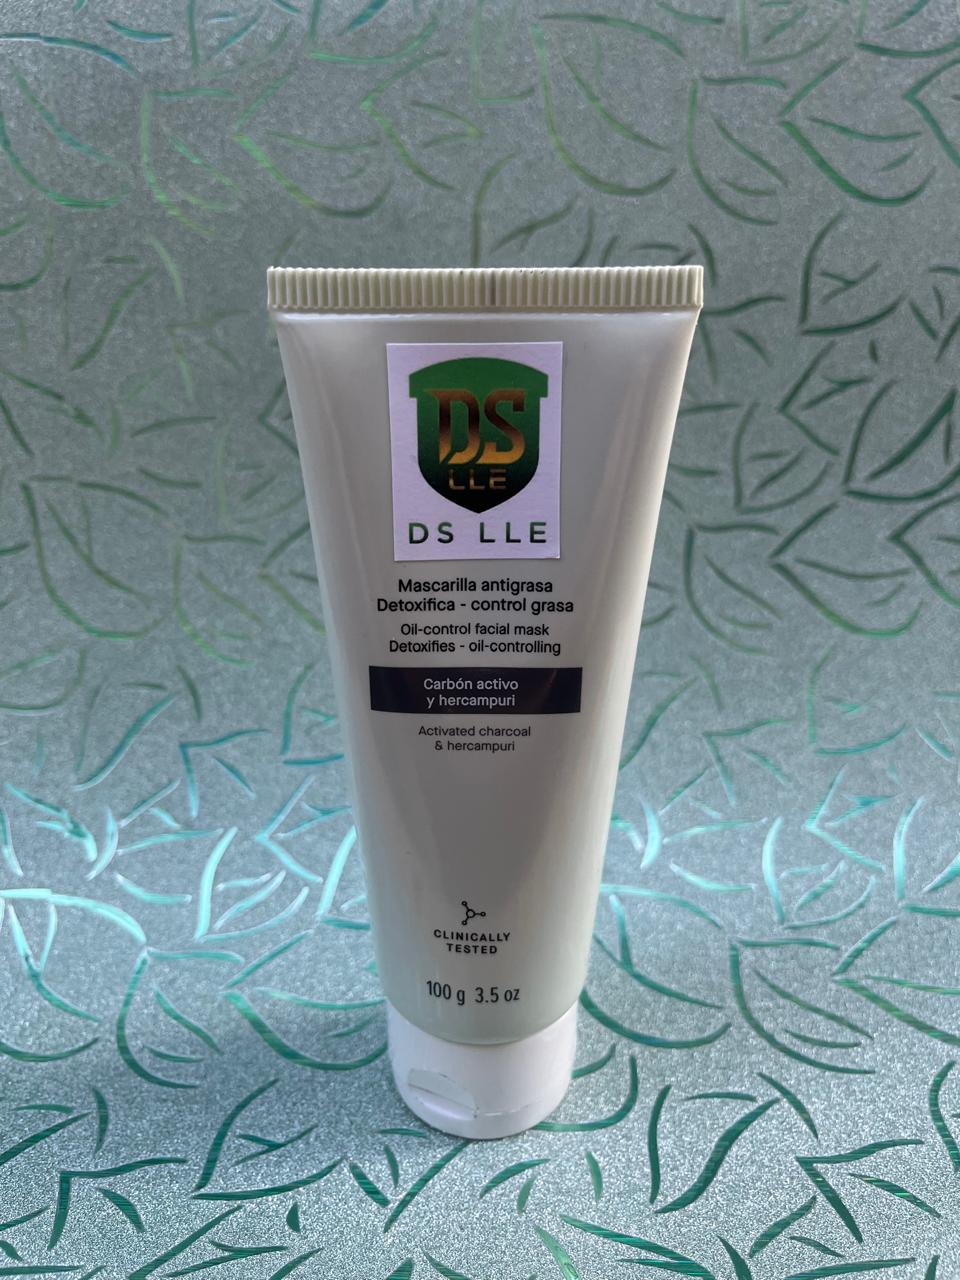 DS
LLE
DS LLE
Mascarilla antigrasa
Detoxifica - control grasa
Oil-control facial mask
Detoxifies - oil-controlling
Carbón activo
y hercampuri
Activated charcoal
& hercampuri
CLINICALLY
TESTED
100 g 3.5 oz